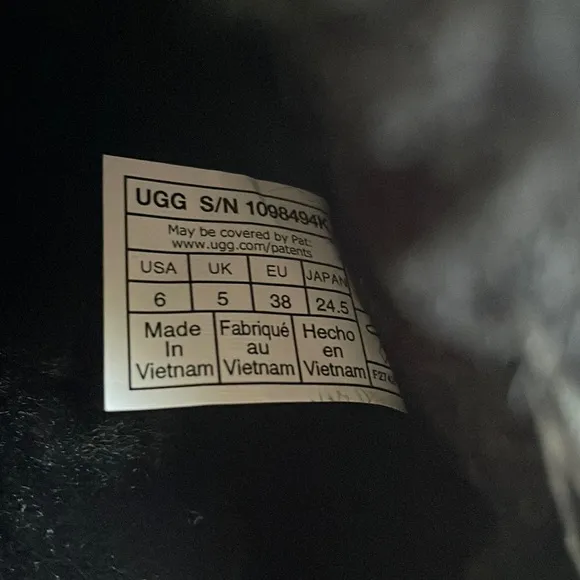 UGG S/N 1098494K
May be covered by Pat:
www.ugg.com/patents
USA UK EU JAPAN
6 5 38 24.5
Made Fabriqué Hecho
In au en
Vietnam Vietnam Vietnam